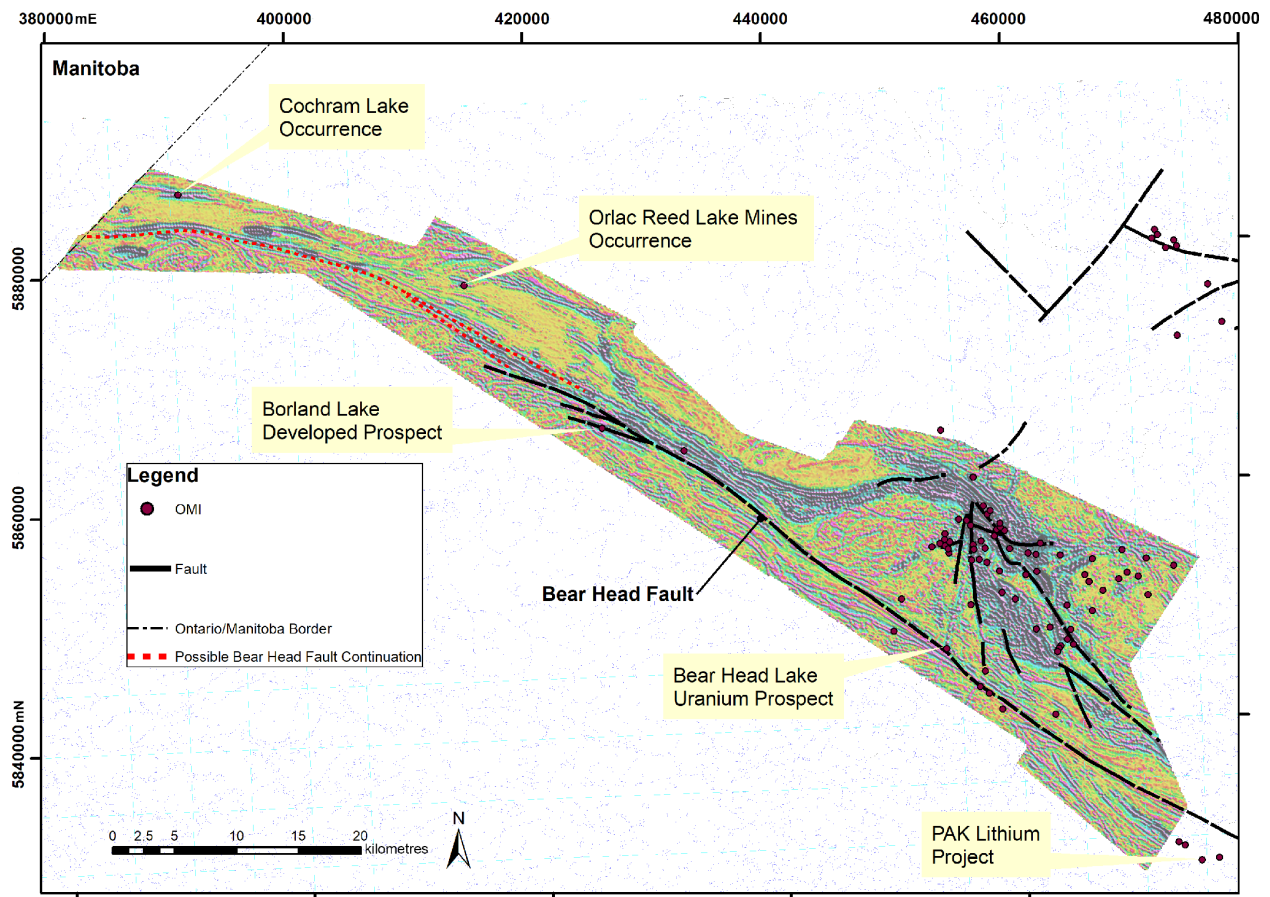 380000mE 400000 420000 440000 460000 480000
Manitoba
Cochram Lake
Occurrence
Orlac Reed Lake Mines
Occurrence
5880000
Borland Lake
Developed Prospect
Legend
OMI
Fault
Ontario/Manitoba Border
Possible Bear Head Fault Continuation
5860000
Bear Head Fault
Bear Head Lake
Uranium Prospect
5840000mN
PAK Lithium
Project
0 2.5 5 10 15 20
kilometres
N